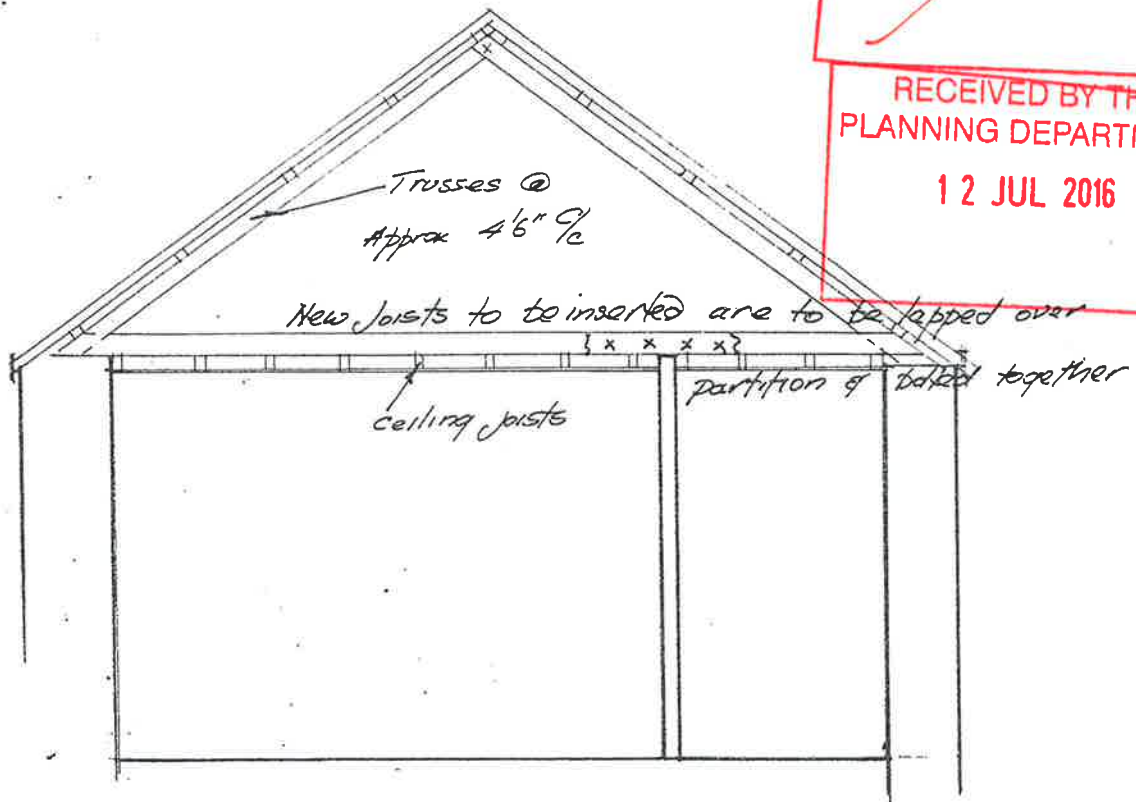 RECEIVED BY TH
PLANNING DEPART
12 JUL 2016
Trusses @
Approx 4'6" c/c
New Joists to be inserted are to be lapped over
partition & bolted together
ceiling joists